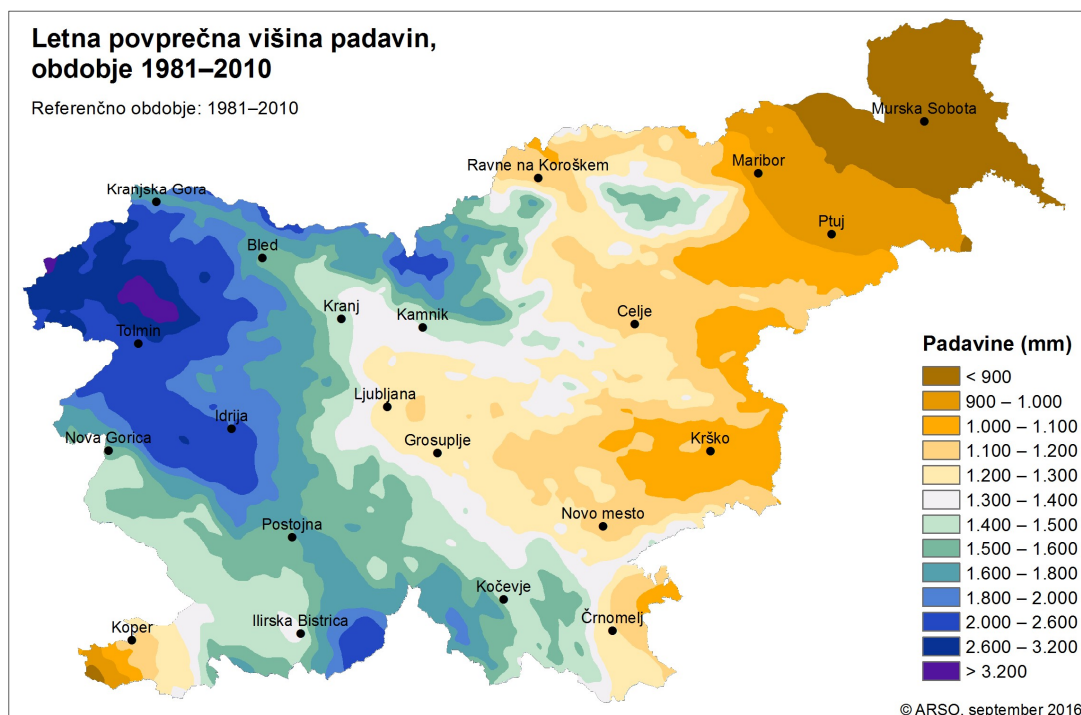 Letna povprečna višina padavin,
obdobje 1981–2010
Referenčno obdobje: 1981–2010
Murska Sobota
Ravne na Koroškem
Maribor
Kranjska Gora
Ptuj
Bled
Kranj
Kamnik
Celje
Tolmin
Ljubljana
Idrija
Nova Gorica
Grosuplje
Krško
Novo mesto
Postojna
Kočevje
Koper
Ilirska Bistrica
Črnomelj
Padavine (mm)
< 900
900 – 1.000
1.000 – 1.100
1.100 – 1.200
1.200 – 1.300
1.300 – 1.400
1.400 – 1.500
1.500 – 1.600
1.600 – 1.800
1.800 – 2.000
2.000 – 2.600
2.600 – 3.200
> 3.200
© ARSO, september 2016